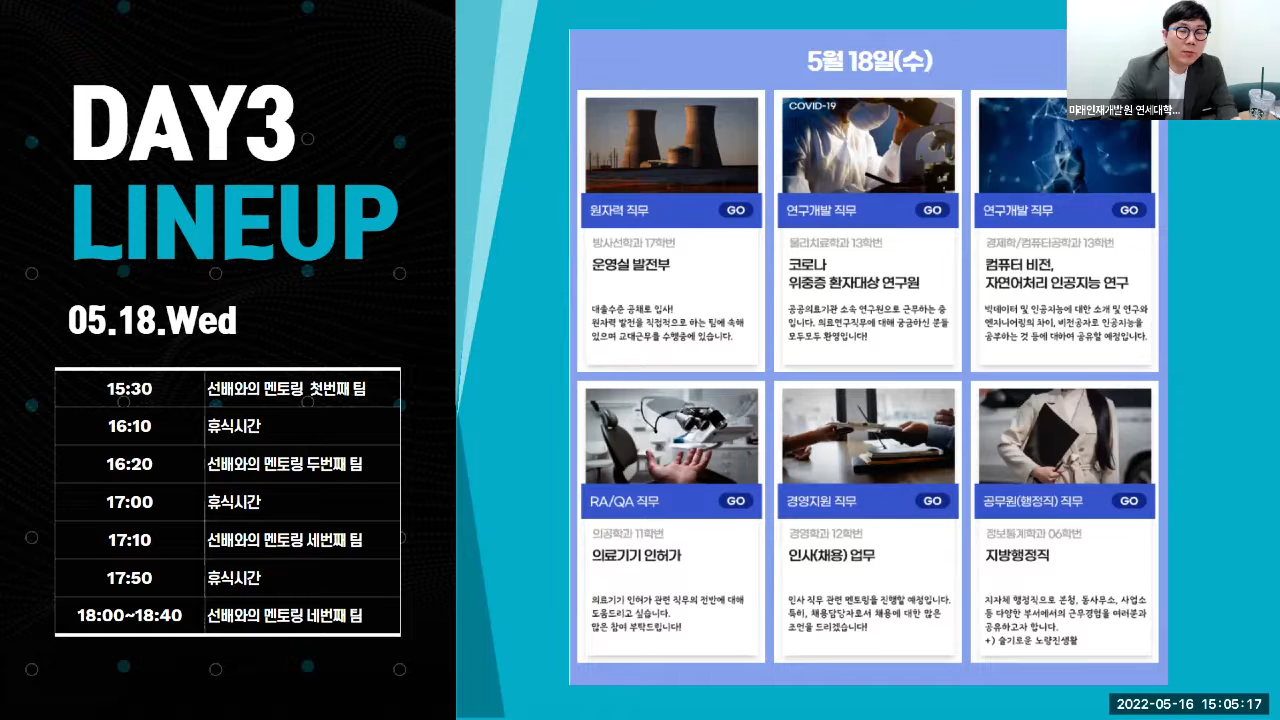 DAY3
LINEUP
05.18.Wed
15:30 선배와의 멘토링 첫번째 팀
16:10 휴식시간
16:20 선배와의 멘토링 두번째 팀
17:00 휴식시간
17:10 선배와의 멘토링 세번째 팀
17:50 휴식시간
18:00~18:40 선배와의 멘토링 네번째 팀
5월 18일(수)
원자력 직무 GO
방사선학과 17학번
운영실 발전부
대졸수준 공채로 입사!
원자력 발전을 직접적으로 하는 팀에 속해
있으며 교대근무를 수행중에 있습니다.
COVID-19
연구개발 직무 GO
물리치료학과 13학번
코로나
위중증 환자대상 연구원
공공의료기관 소속 연구원으로 근무하는 중
입니다. 의료연구직무에 대해 궁금하신 분들
모두모두 환영입니다!
연구개발 직무 GO
경제학/컴퓨터공학과 13학번
컴퓨터 비전,
자연어처리 인공지능 연구
빅데이터 및 인공지능에 대한 소개 및 연구와
엔지니어링의 차이, 비전공자로 인공지능을
공부하는 것 등에 대하여 공유할 예정입니다.
RA/QA 직무 GO
의공학과 11학번
의료기기 인허가
의료기기 인허가 관련 직무의 전반에 대해
도움드리고 싶습니다.
많은 참여 부탁드립니다!
경영지원 직무 GO
경영학과 12학번
인사(채용) 업무
인사 직무 관련 멘토링을 진행할 예정입니다.
특히, 채용담당자로서 채용에 대한 많은
조언을 드리겠습니다!
공무원(행정직) 직무 GO
정보통계학과 06학번
지방행정직
지자체 행정직으로 본청, 동사무소, 사업소
등 다양한 부서에서의 근무경험을 여러분과
공유하고자 합니다.
+) 슬기로운 노량진생활
미래인재개발원 연세대학...
2022-05-16 15:05:17